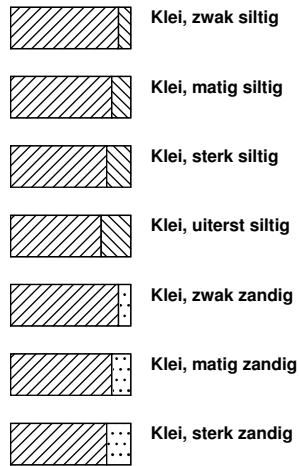 Klei, zwak siltig
Klei, matig siltig
Klei, sterk siltig
Klei, uiterst siltig
Klei, zwak zandig
Klei, matig zandig
Klei, sterk zandig